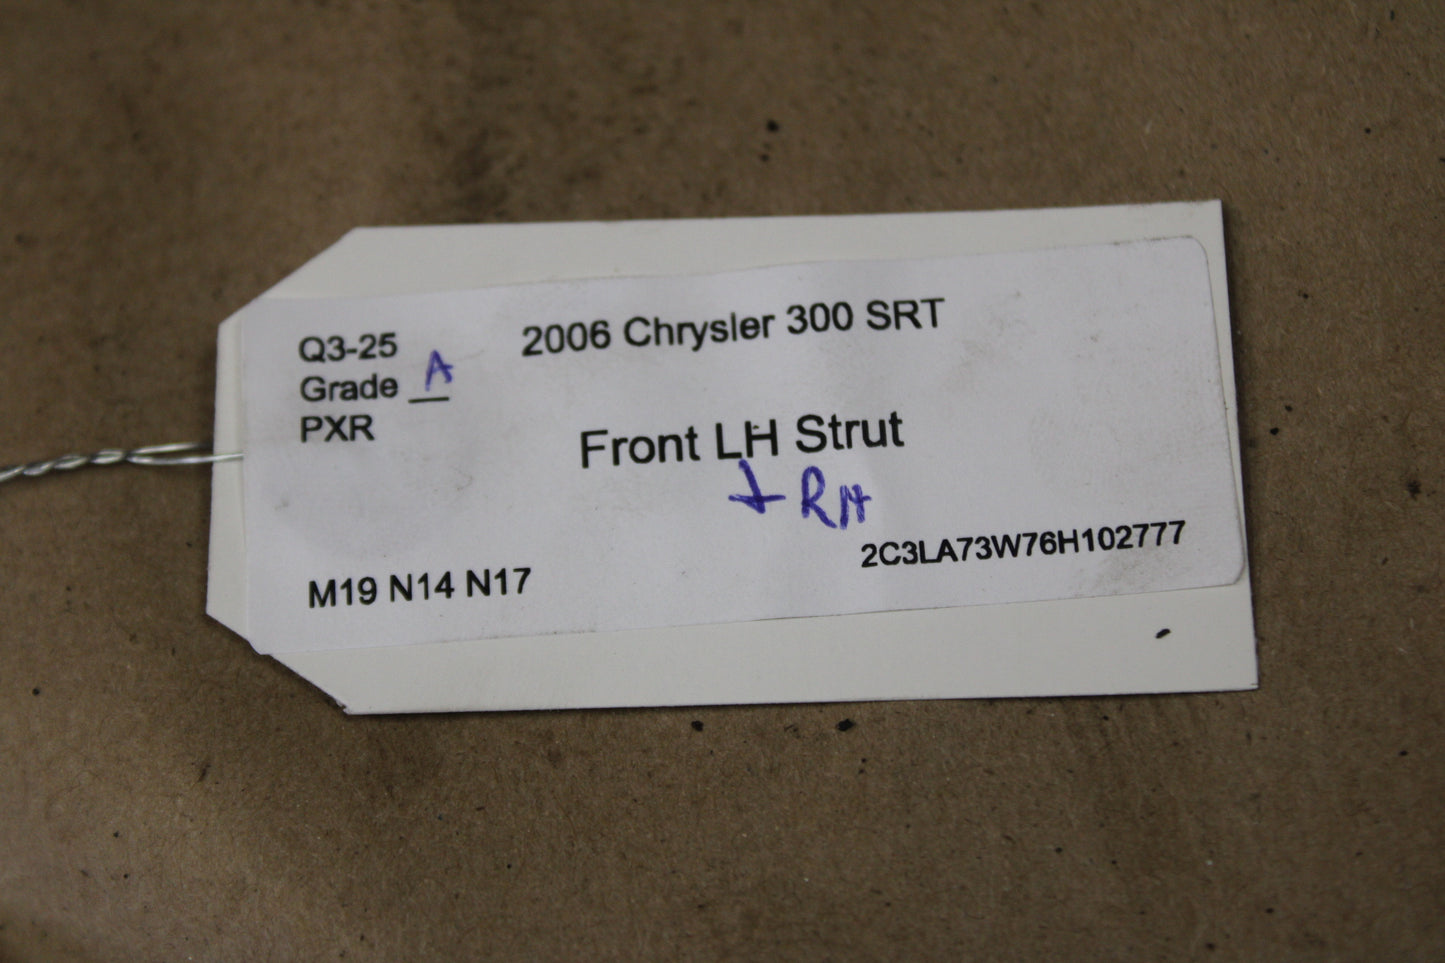 Q3-25
2006 Chrysler 300 SRT
Grade A
PXR
Front LH Strut
+ RH
2C3LA73W76H102777
M19 N14 N17